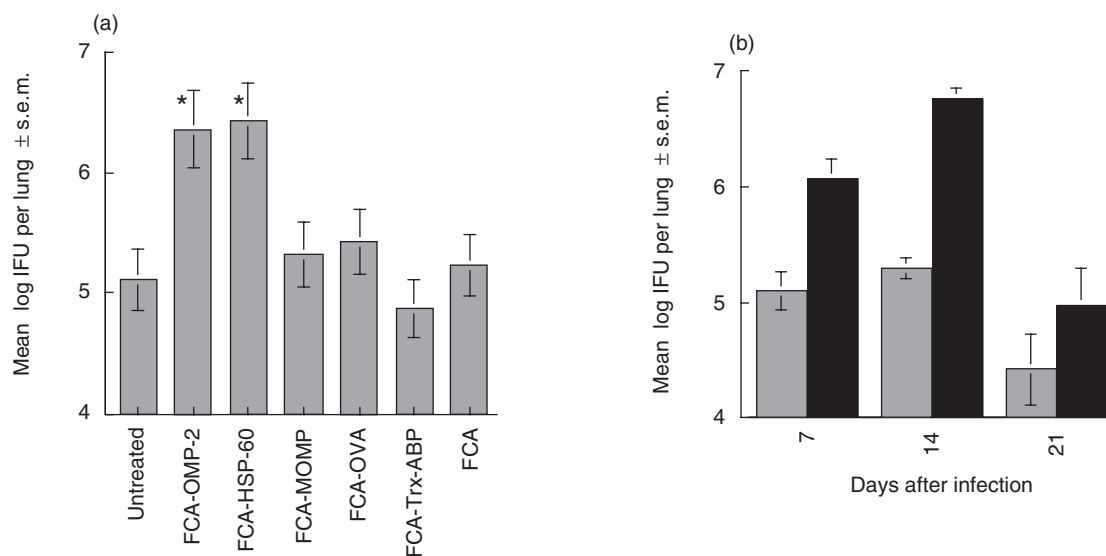 (a)
Mean log IFU per lung ± s.e.m.
7
6
5
4
*
*
Untreated
FCA-OMP-2
FCA-HSP-60
FCA-MOMP
FCA-OVA
FCA-Trx-ABP
FCA
(b)
Mean log IFU per lung ± s.e.m.
7
6
5
4
7
14
21
Days after infection